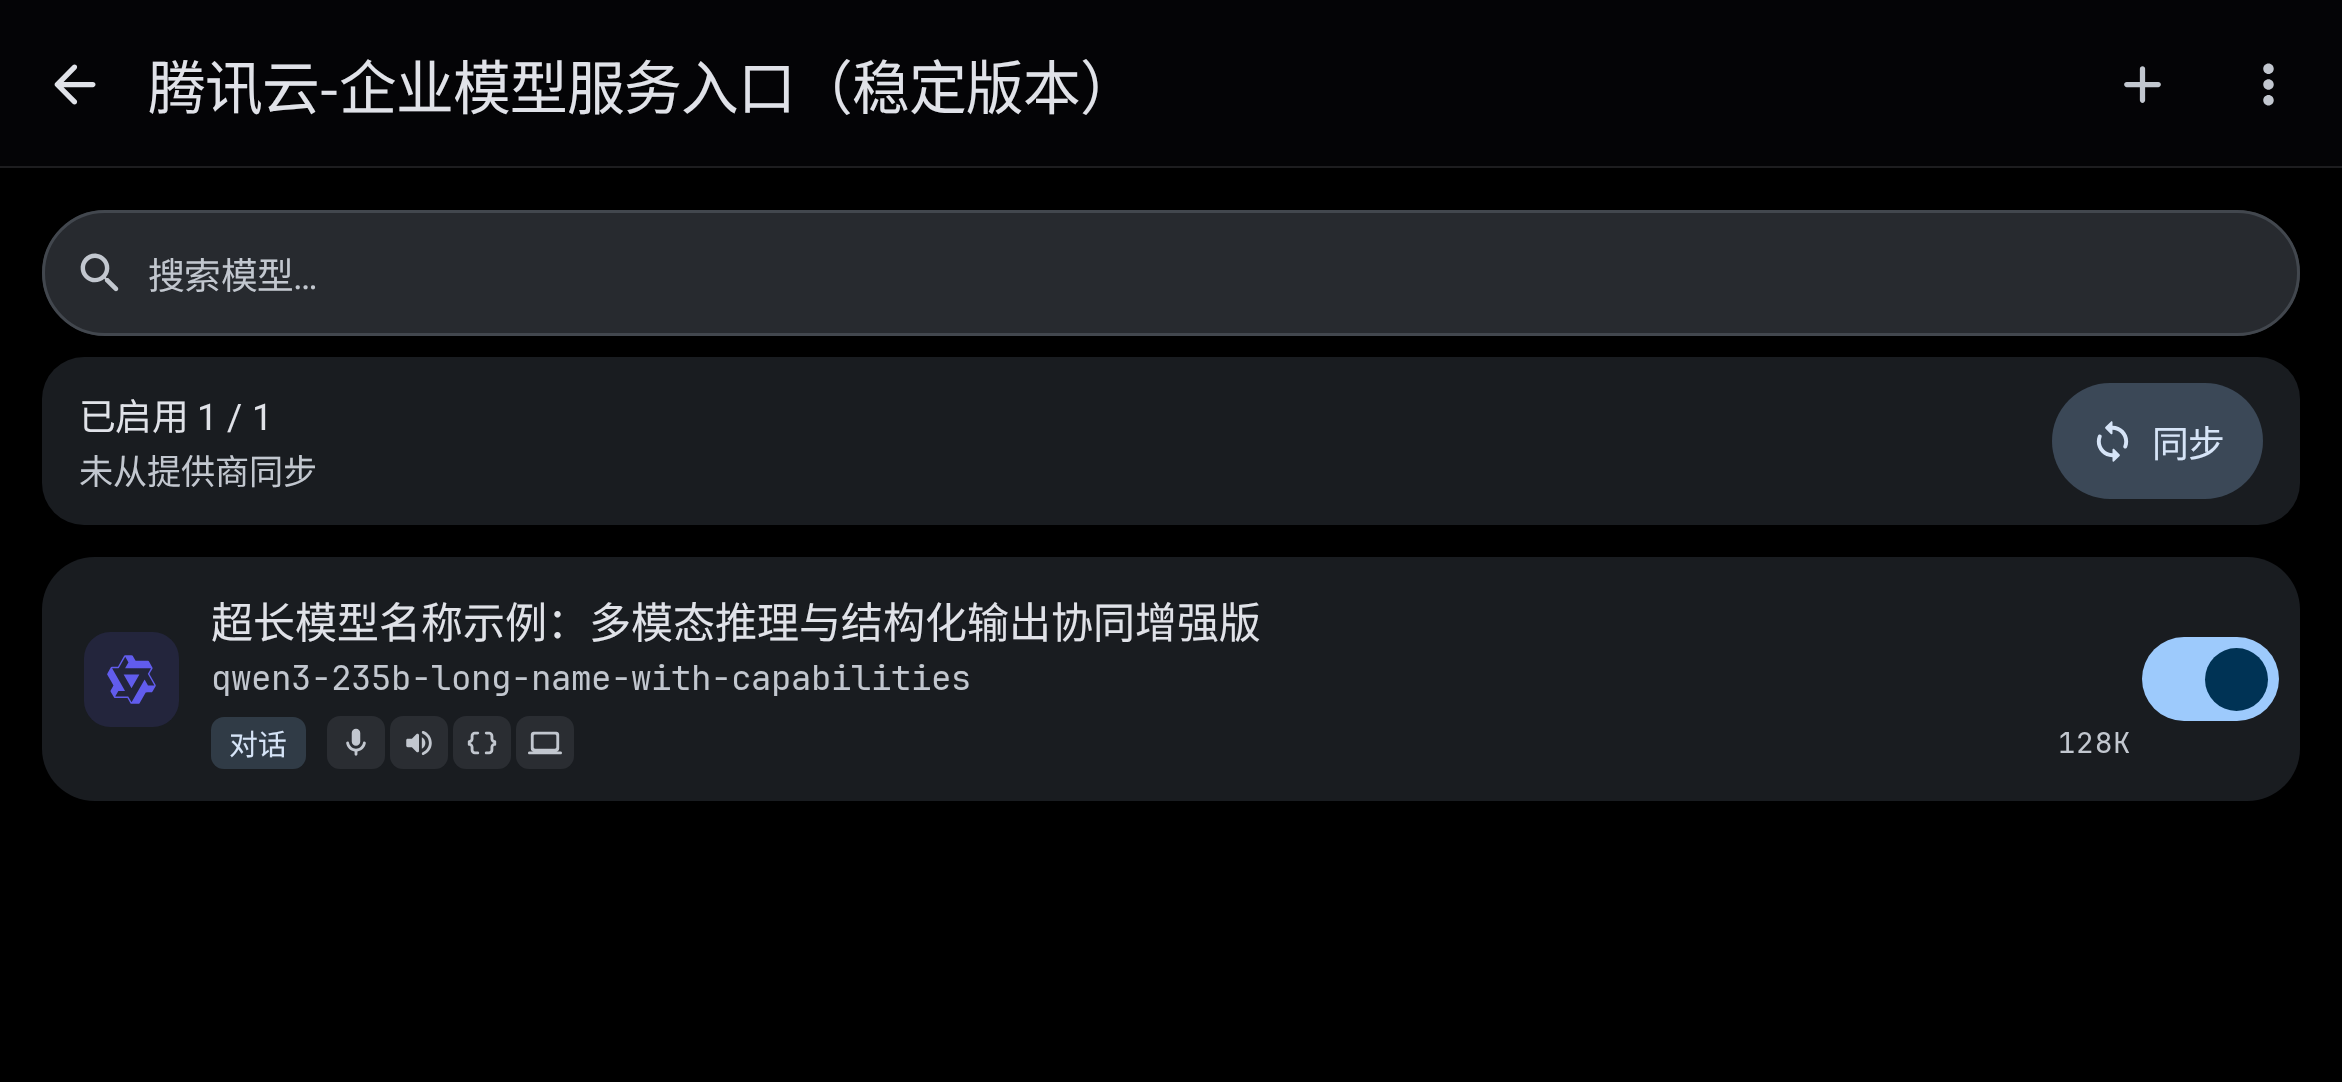 腾讯云-企业模型服务入口（稳定版本）
搜索模型...
已启用 1 / 1
未从提供商同步
同步
超长模型名称示例：多模态推理与结构化输出协同增强版
qwen3-235b-long-name-with-capabilities
对话
128K